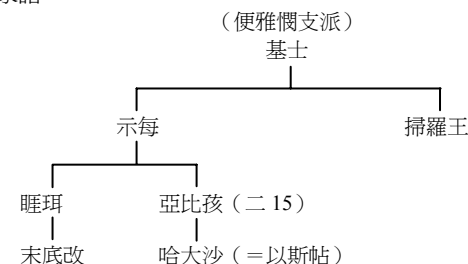 （便雅憫支派）
基士
示每 掃羅王
睚珥 亞比孩（二 15）
末底改 哈大沙（＝以斯帖）